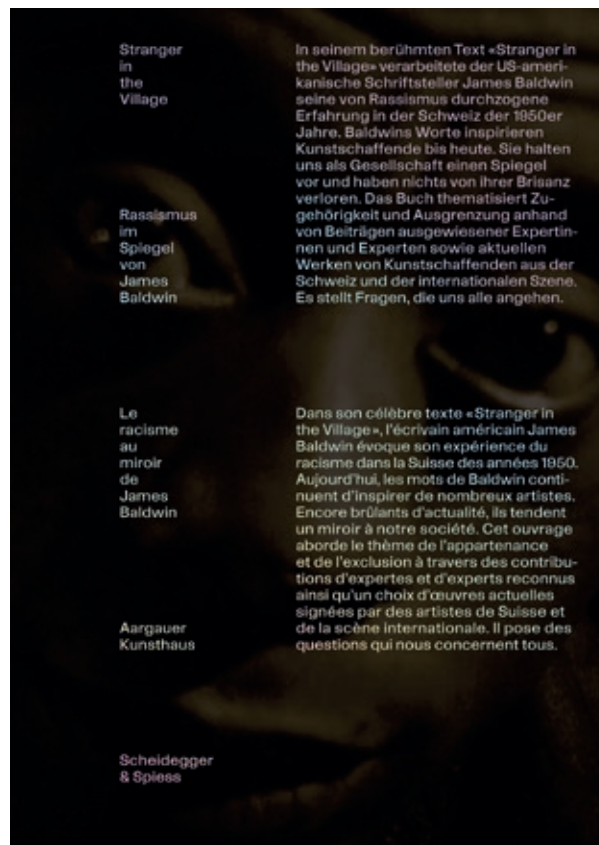 Stranger
in
the
Village
Rassismus
im
Spiegel
von
James
Baldwin
In seinem berühmten Text «Stranger in
the Village» verarbeitete der US-ameri-
kanische Schriftsteller James Baldwin
seine von Rassismus durchzogene
Erfahrung in der Schweiz der 1950er
Jahre. Baldwins Worte inspirieren
Kunstschaffende bis heute. Sie halten
uns als Gesellschaft einen Spiegel
vor und haben nichts von ihrer Brisanz
verloren. Das Buch thematisiert Zu-
gehörigkeit und Ausgrenzung anhand
von Beiträgen ausgewiesener Expertin-
nen und Experten sowie aktuellen
Werken von Kunstschaffenden aus der
Schweiz und der internationalen Szene.
Es stellt Fragen, die uns alle angehen.
Le
racisme
au
miroir
de
James
Baldwin
Dans son célèbre texte «Stranger in
the Village», l'écrivain américain James
Baldwin évoque son expérience du
racisme dans la Suisse des années 1950.
Aujourd'hui, les mots de Baldwin conti-
nuent d'inspirer de nombreux artistes.
Encore brûlants d'actualité, ils tendent
un miroir à notre société. Cet ouvrage
aborde le thème de l'appartenance
et de l'exclusion à travers des contribu-
tions d'expertes et d'experts reconnus
ainsi qu'un choix d'œuvres actuelles
signées par des artistes de Suisse et
de la scène internationale. Il pose des
questions qui nous concernent tous.
Aargauer
Kunsthaus
Scheidegger
& Spiess